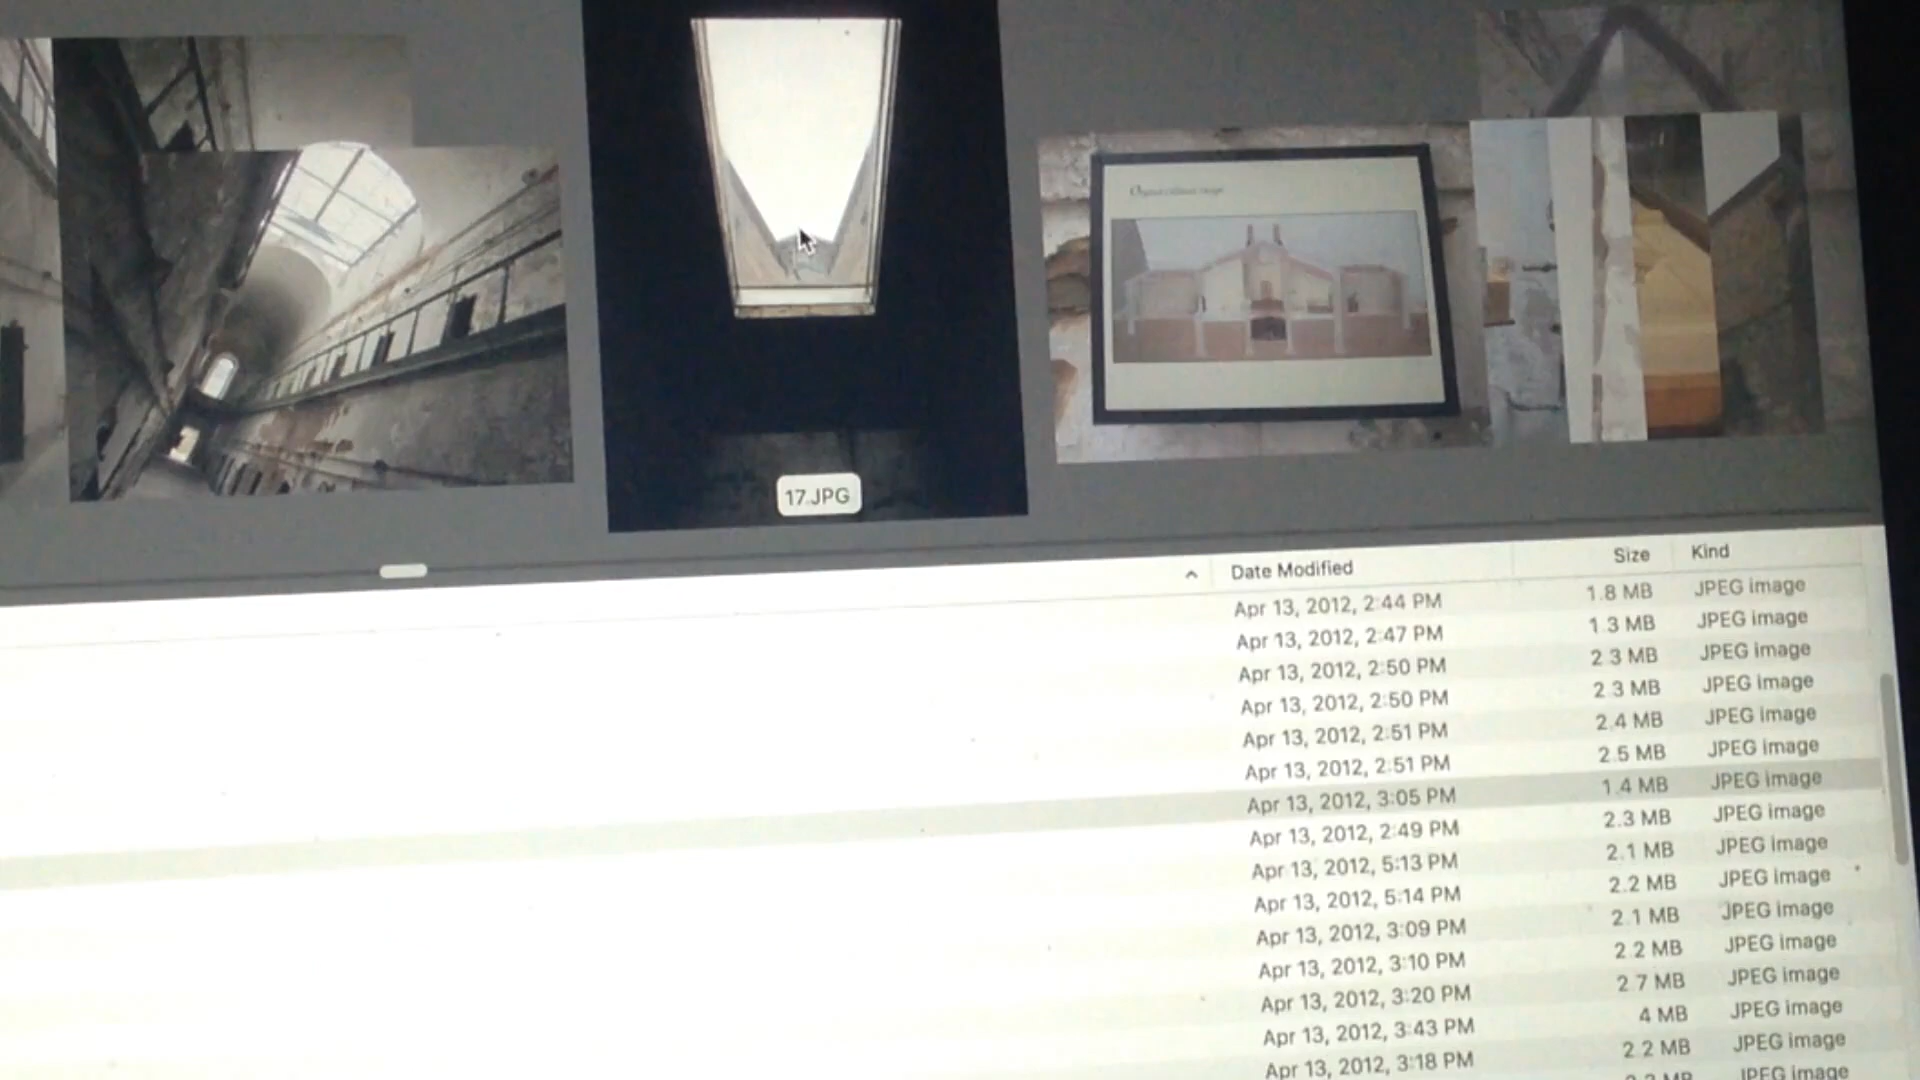 17.JPG
Date Modified Size Kind
Apr 13, 2012, 2:44 PM 1.8 MB JPEG image
Apr 13, 2012, 2:47 PM 1.3 MB JPEG image
Apr 13, 2012, 2:50 PM 2.3 MB JPEG image
Apr 13, 2012, 2:50 PM 2.3 MB JPEG image
Apr 13, 2012, 2:51 PM 2.4 MB JPEG image
Apr 13, 2012, 2:51 PM 2.5 MB JPEG image
Apr 13, 2012, 3:05 PM 1.4 MB JPEG image
Apr 13, 2012, 2:49 PM 2.3 MB JPEG image
Apr 13, 2012, 5:13 PM 2.1 MB JPEG image
Apr 13, 2012, 5:14 PM 2.2 MB JPEG image
Apr 13, 2012, 3:09 PM 2.1 MB JPEG image
Apr 13, 2012, 3:10 PM 2.2 MB JPEG image
Apr 13, 2012, 3:20 PM 2.7 MB JPEG image
Apr 13, 2012, 3:43 PM 4 MB JPEG image
Apr 13, 2012, 3:18 PM 2.2 MB JPEG image
MB JPEG image